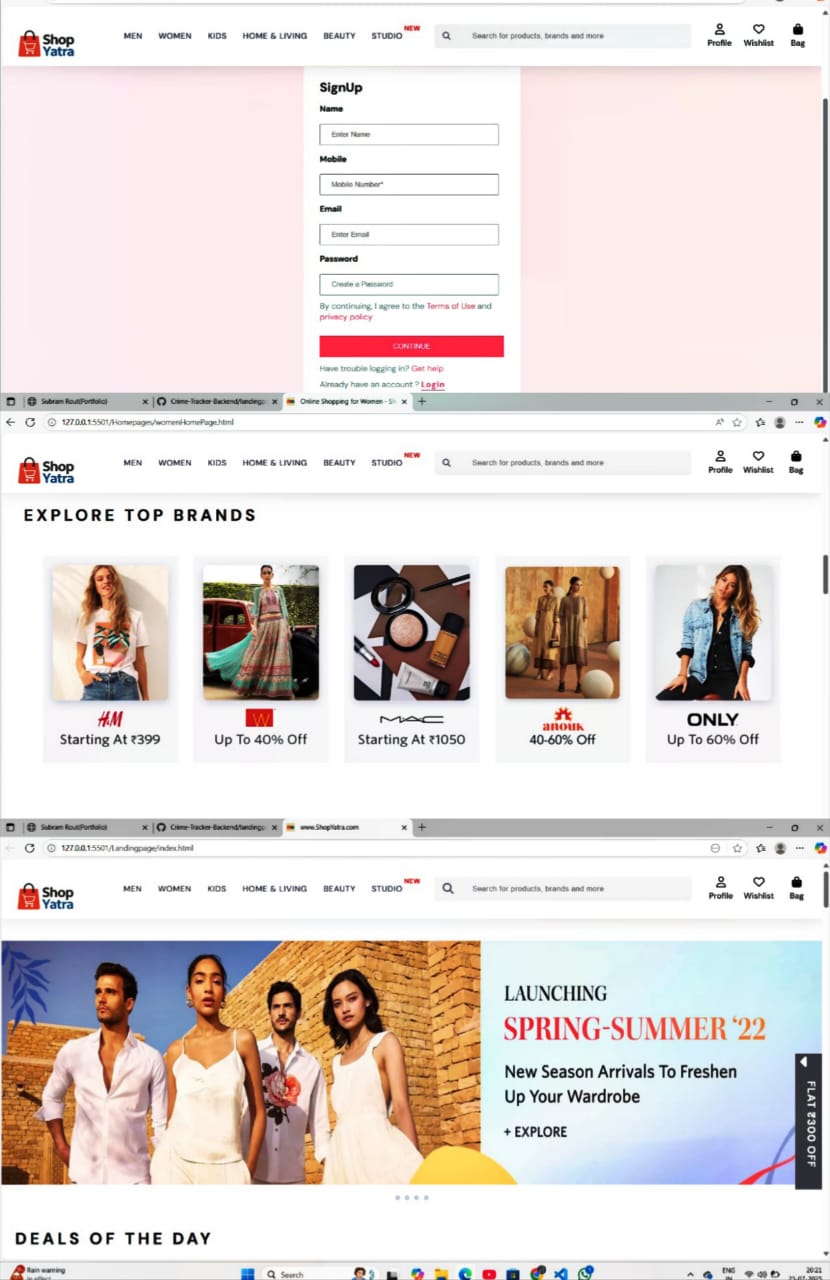 Shop
Yatra
MEN WOMEN KIDS HOME & LIVING BEAUTY STUDIO NEW
Search for products, brands and more
Profile Wishlist Bag
SignUp
Name
Enter Name
Mobile
Mobile Number*
Email
Enter Email
Password
Create a Password
By continuing, I agree to the Terms of Use and
privacy policy
CONTINUE
Have trouble logging in? Get help
Already have an account ? Login
Subram Rout(Portfolio) Crime-Tracker-Backend/landingp Online Shopping for Women - Sh
127.0.0.1:5501/Homepages/womenHomePage.html
Shop
Yatra
MEN WOMEN KIDS HOME & LIVING BEAUTY STUDIO NEW
Search for products, brands and more
Profile Wishlist Bag
EXPLORE TOP BRANDS
H&M
Starting At ₹399
W
Up To 40% Off
MAC
Starting At ₹1050
anouk
40-60% Off
ONLY
Up To 60% Off
Subram Rout(Portfolio) Crime-Tracker-Backend/landingp www.ShopYatra.com
127.0.0.1:5501/Landingpage/index.html
Shop
Yatra
MEN WOMEN KIDS HOME & LIVING BEAUTY STUDIO NEW
Search for products, brands and more
Profile Wishlist Bag
LAUNCHING
SPRING-SUMMER ‘22
New Season Arrivals To Freshen
Up Your Wardrobe
+ EXPLORE
FLAT ₹300 OFF
DEALS OF THE DAY
Rain warning
In effect
Search
ENG
IN
20:21